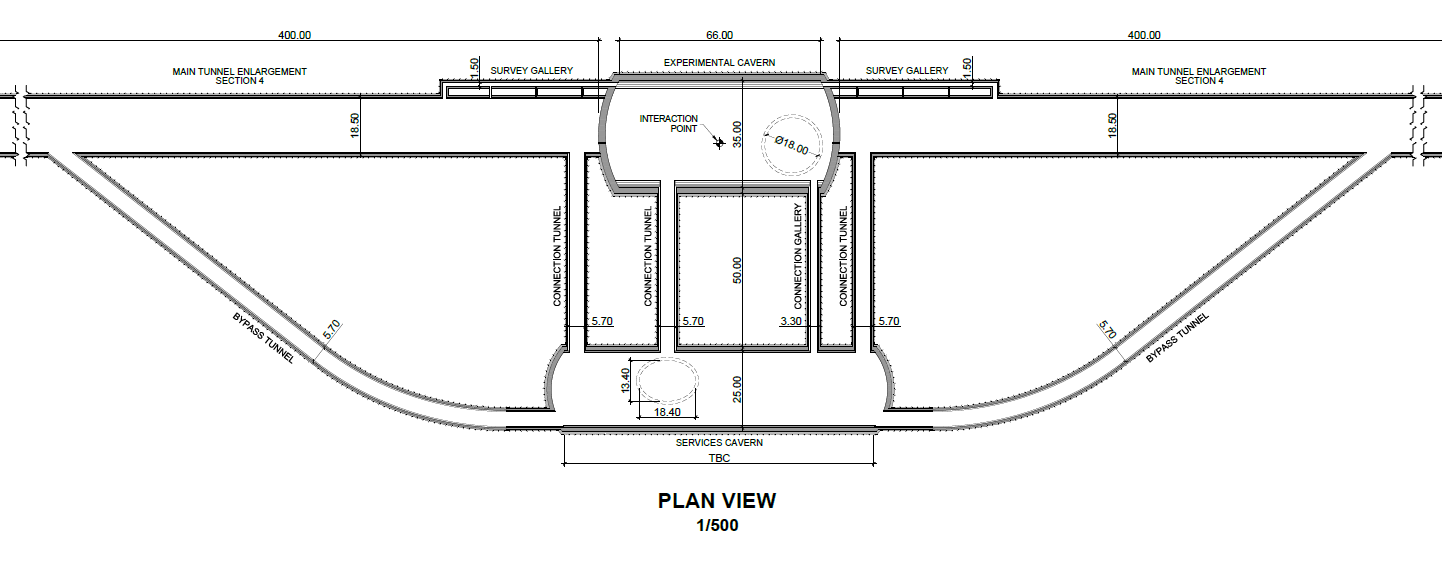 400.00
66.00
400.00
MAIN TUNNEL ENLARGEMENT
SECTION 4
1.50
SURVEY GALLERY
EXPERIMENTAL CAVERN
SURVEY GALLERY
1.50
MAIN TUNNEL ENLARGEMENT
SECTION 4
18.50
INTERACTION
POINT
35.00
Ø18.00
18.50
CONNECTION TUNNEL
CONNECTION TUNNEL
50.00
CONNECTION GALLERY
CONNECTION TUNNEL
BYPASS TUNNEL
5.70
5.70
5.70
3.30
5.70
5.70
BYPASS TUNNEL
13.40
18.40
25.00
SERVICES CAVERN
TBC
PLAN VIEW
1/500